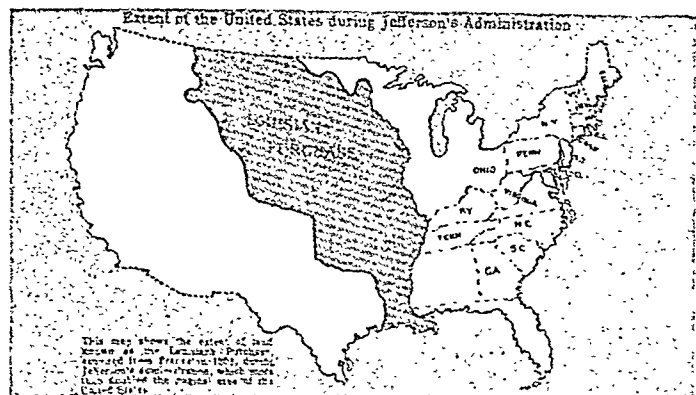 Extent of the United States during Jefferson's Administration
LOUISIANA
PURCHASE
N.Y.
PENN
OHIO
VIRGINIA
KY
N.C.
TENN
S C
GA
This map shows the extent of land
known as the Louisiana Purchase
acquired from France in 1803, during
Jefferson's administration, which more
than doubled the original area of the
United States